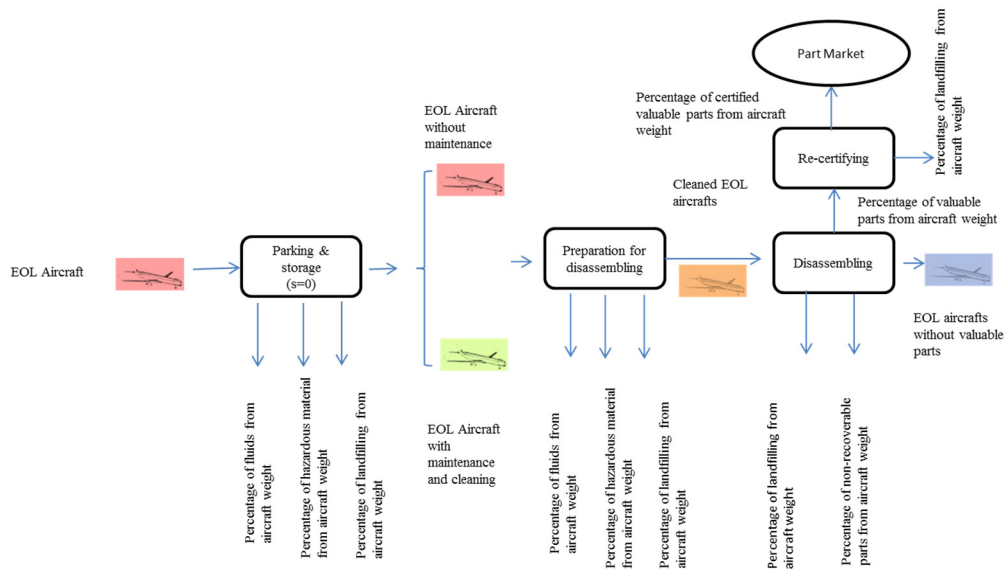 Part Market
Percentage of certified
valuable parts from aircraft
weight
Percentage of landfilling from
aircraft weight
Re-certifying
EOL Aircraft
without
maintenance
Cleaned EOL
aircrafts
Percentage of valuable
parts from aircraft weight
EOL Aircraft
Parking &
storage
(s=0)
Preparation for
disassembling
Disassembling
EOL aircrafts
without valuable
parts
EOL Aircraft
with
maintenance
and cleaning
Percentage of fluids from
aircraft weight
Percentage of hazardous material
from aircraft weight
Percentage of landfilling from
aircraft weight
Percentage of fluids from
aircraft weight
Percentage of hazardous material
from aircraft weight
Percentage of landfilling from
aircraft weight
Percentage of landfilling from
aircraft weight
Percentage of non-recoverable
parts from aircraft weight